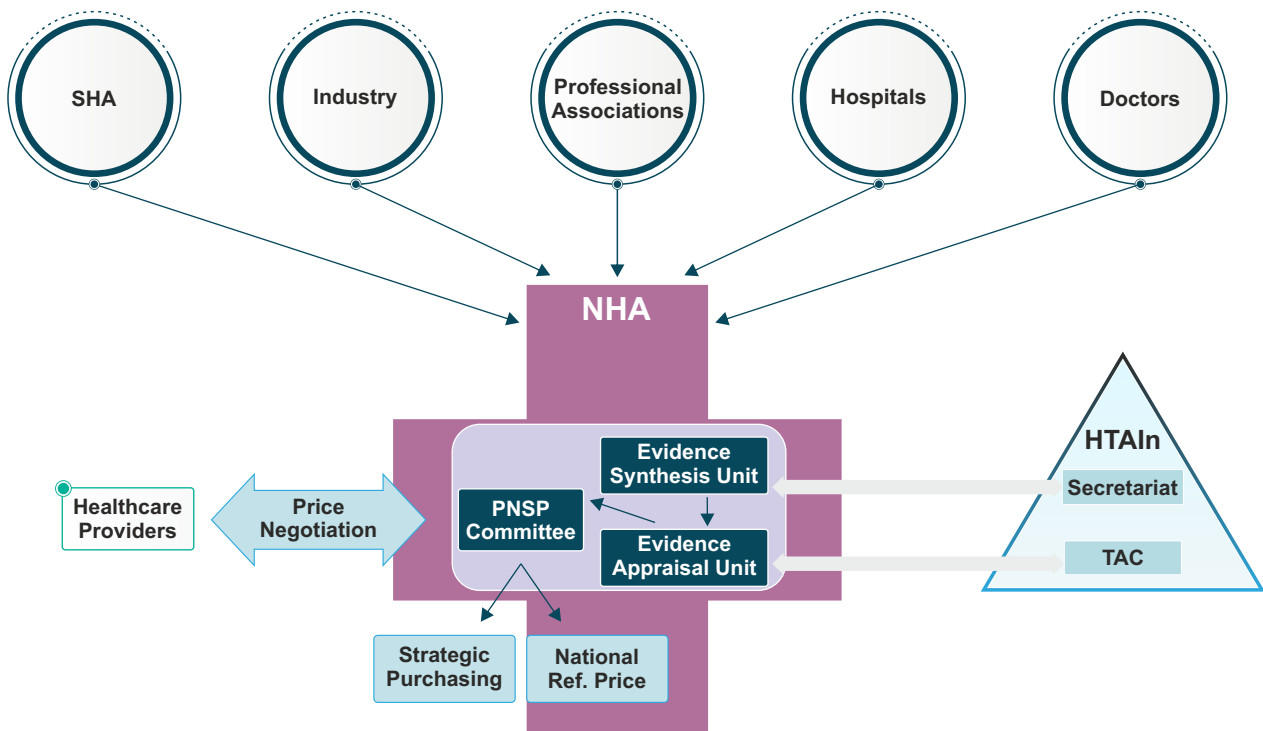 SHA
Industry
Professional
Associations
Hospitals
Doctors
NHA
HTAIn
Evidence
Synthesis Unit
Secretariat
Healthcare
Providers
Price
Negotiation
PNSP
Committee
Evidence
Appraisal Unit
TAC
Strategic
Purchasing
National
Ref. Price